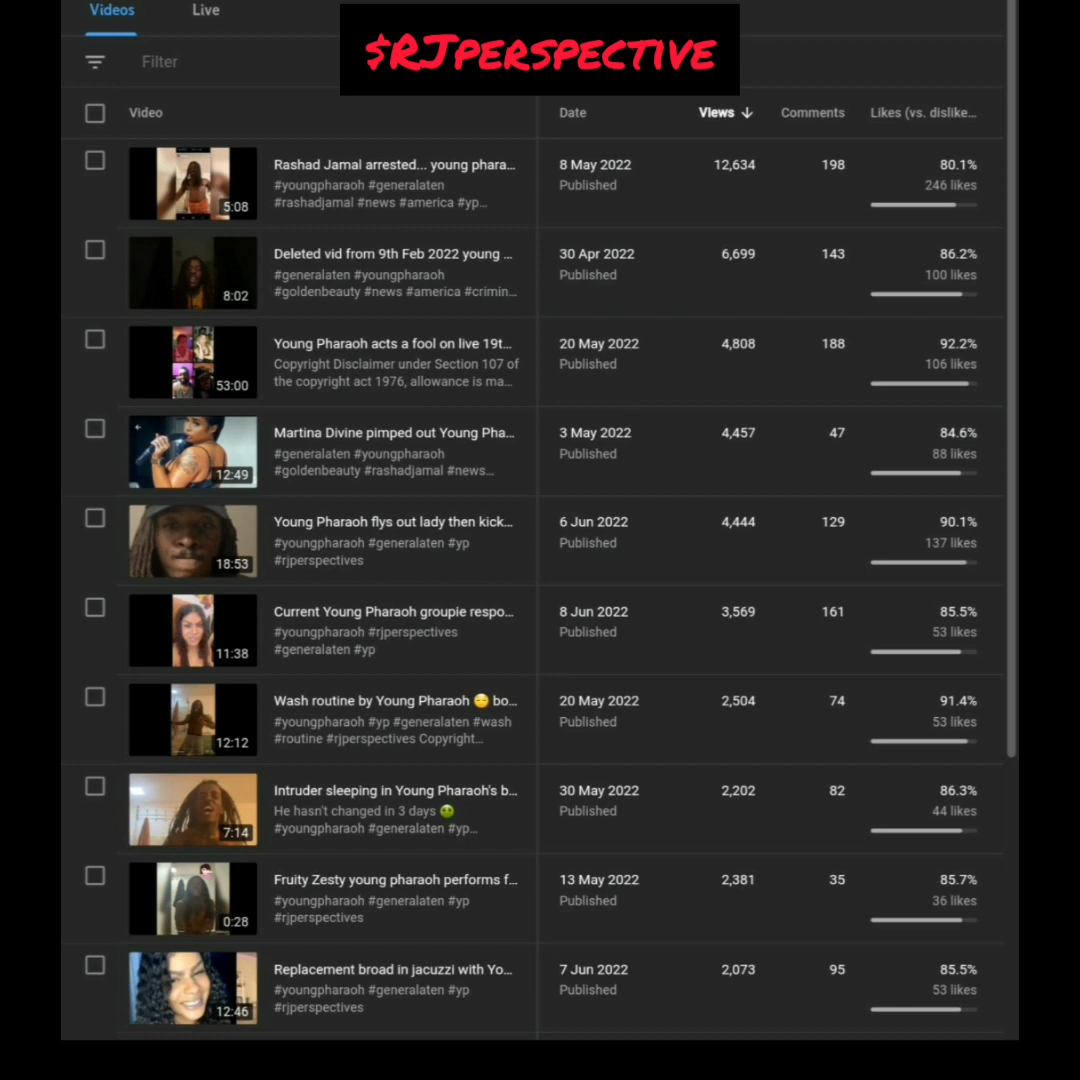 $RJPERSPECTIVE
Videos Live
Filter
Video Date Views Comments Likes (vs. dislike...
Rashad Jamal arrested... young phara... 8 May 2022 12,634 198 80.1%
#youngpharaoh #generalaten Published 246 likes
#rashadjamal #news #america #yp...
5:08
Deleted vid from 9th Feb 2022 young ... 30 Apr 2022 6,699 143 86.2%
#generalaten #youngpharaoh Published 100 likes
#goldenbeauty #news #america #crimin...
8:02
Young Pharaoh acts a fool on live 19t... 20 May 2022 4,808 188 92.2%
Copyright Disclaimer under Section 107 of Published 106 likes
the copyright act 1976, allowance is ma...
53:00
Martina Divine pimped out Young Pha... 3 May 2022 4,457 47 84.6%
#generalaten #youngpharaoh Published 88 likes
#goldenbeauty #rashadjamal #news...
12:49
Young Pharaoh flys out lady then kick... 6 Jun 2022 4,444 129 90.1%
#youngpharaoh #generalaten #yp Published 137 likes
#rjperspectives
18:53
Current Young Pharaoh groupie respo... 8 Jun 2022 3,569 161 85.5%
#youngpharaoh #rjperspectives Published 53 likes
#generalaten #yp
11:38
Wash routine by Young Pharaoh 😔 bo... 20 May 2022 2,504 74 91.4%
#youngpharaoh #yp #generalaten #wash Published 53 likes
#routine #rjperspectives Copyright...
12:12
Intruder sleeping in Young Pharaoh's b... 30 May 2022 2,202 82 86.3%
He hasn't changed in 3 days 🤢 Published 44 likes
#youngpharaoh #generalaten #yp...
7:14
Fruity Zesty young pharaoh performs f... 13 May 2022 2,381 35 85.7%
#youngpharaoh #generalaten #yp Published 36 likes
#rjperspectives
0:28
Replacement broad in jacuzzi with Yo... 7 Jun 2022 2,073 95 85.5%
#youngpharaoh #generalaten #yp Published 53 likes
#rjperspectives
12:46